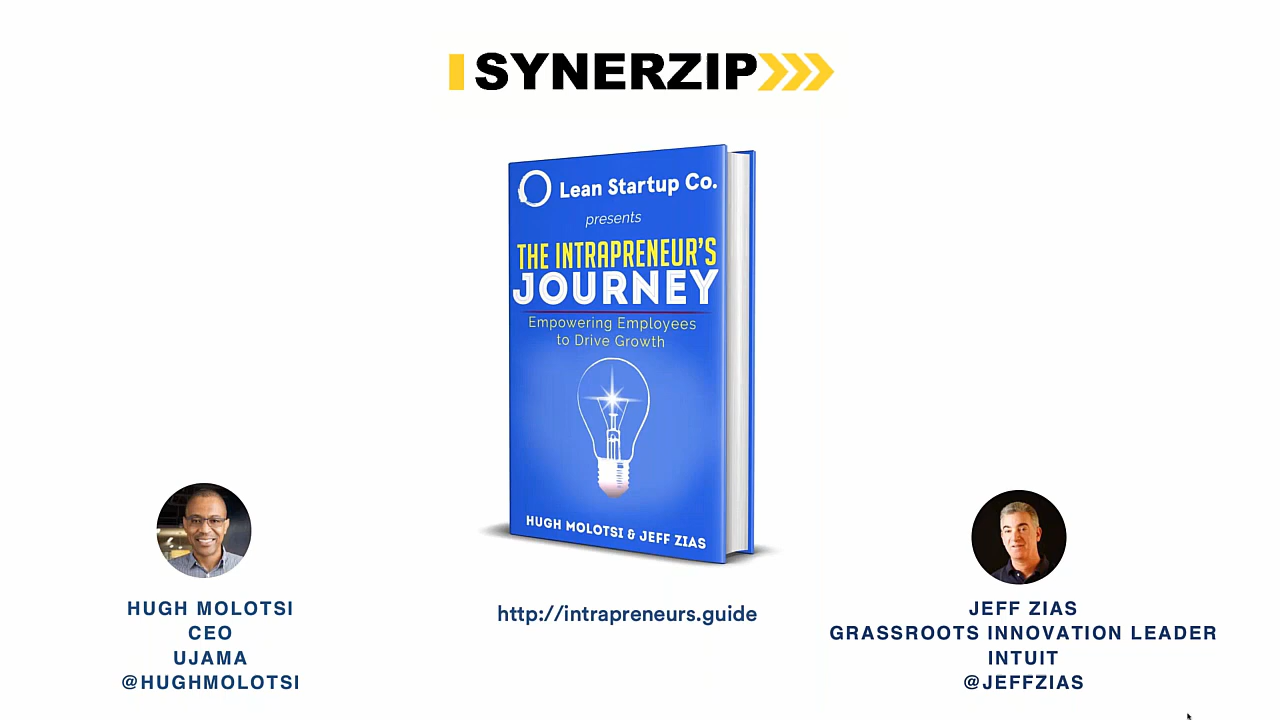 SYNERZIP
Lean Startup Co.
presents
THE INTRAPRENEUR'S
JOURNEY
Empowering Employees
to Drive Growth
HUGH MOLOTSI & JEFF ZIAS
HUGH MOLOTSI
CEO
UJAMA
@HUGHMOLOTSI
http://intrapreneurs.guide
JEFF ZIAS
GRASSROOTS INNOVATION LEADER
INTUIT
@JEFFZIAS